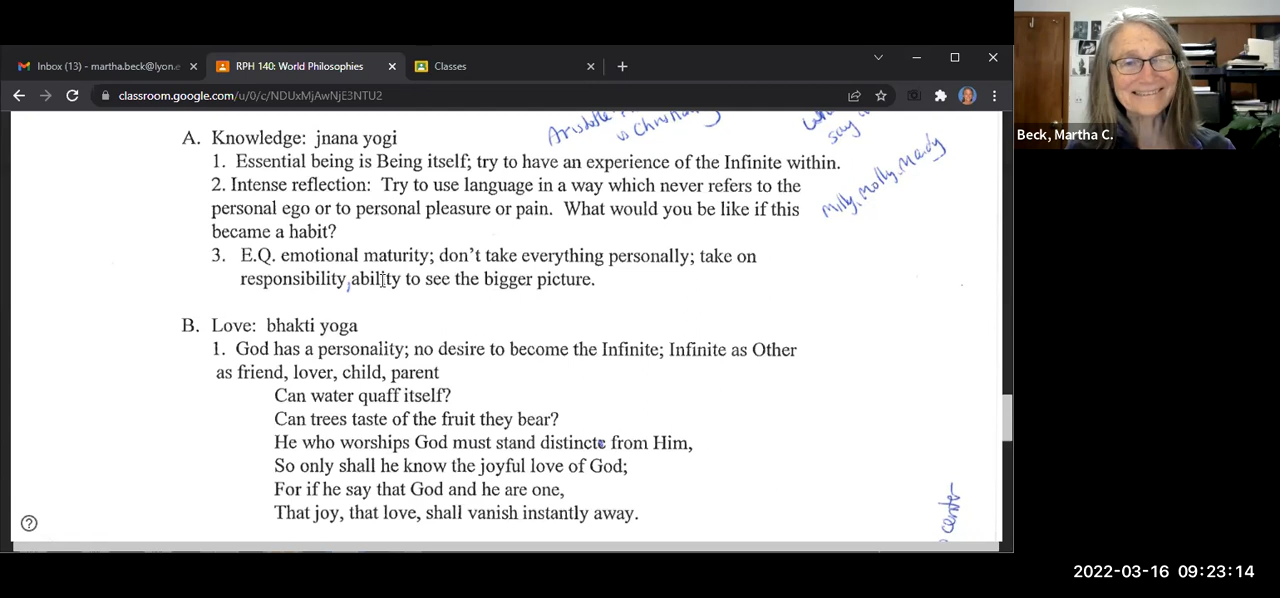 Inbox (13) - martha.beck@lyon.e
RPH 140: World Philosophies
Classes
classroom.google.com/u/0/c/NDUxMjAwNjE3NTU2
Beck, Martha C.
Aristotle
vs Christianity
say
Milly, Molly, Mandy
A. Knowledge: jnana yogi
1. Essential being is Being itself; try to have an experience of the Infinite within.
2. Intense reflection: Try to use language in a way which never refers to the
personal ego or to personal pleasure or pain. What would you be like if this
became a habit?
3. E.Q. emotional maturity; don't take everything personally; take on
responsibility, ability to see the bigger picture.
B. Love: bhakti yoga
1. God has a personality; no desire to become the Infinite; Infinite as Other
as friend, lover, child, parent
Can water quaff itself?
Can trees taste of the fruit they bear?
He who worships God must stand distinct from Him,
So only shall he know the joyful love of God;
For if he say that God and he are one,
That joy, that love, shall vanish instantly away.
center
2022-03-16 09:23:14